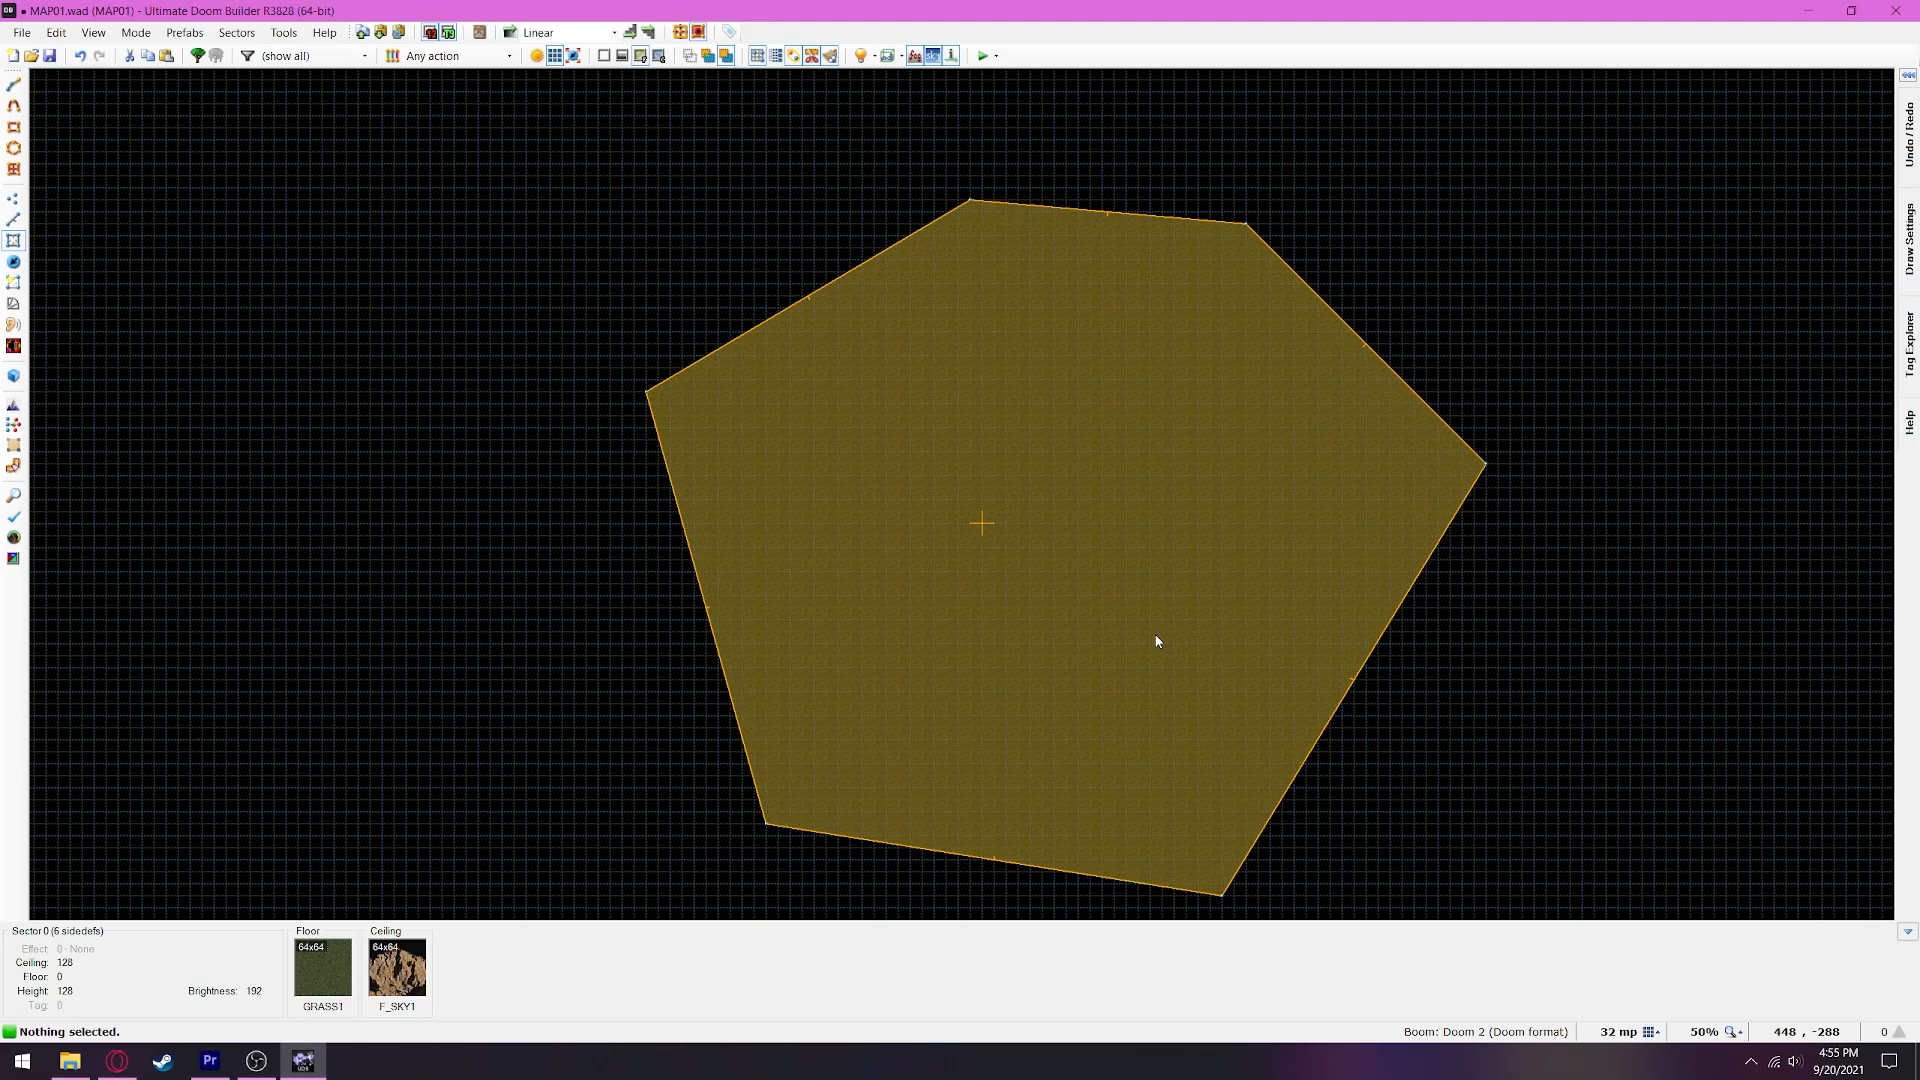 MAP01.wad (MAP01) - Ultimate Doom Builder R3828 (64-bit)
File Edit View Mode Prefabs Sectors Tools Help Linear
(show all) Any action
Undo / Redo
Draw Settings
Tag Explorer
Help
Sector 0 (6 sidedefs)
Effect: 0 - None
Ceiling: 128
Floor: 0
Height: 128 Brightness: 192
Tag: 0
Floor
64x64
GRASS1
Ceiling
64x64
F_SKY1
Nothing selected. Boom: Doom 2 (Doom format) 32 mp 50% 448 , -288 0
4:55 PM
9/20/2021